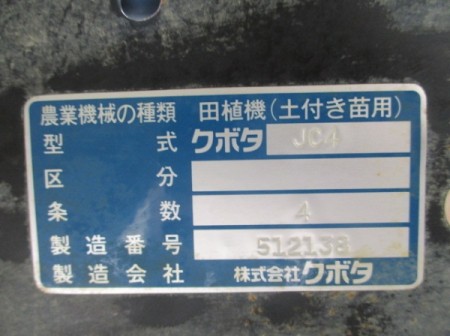 農業機械の種類 田植機(土付き苗用)
型式 クボタ JC4
区分
条数 4
製造番号 512138
製造会社 株式会社クボタ